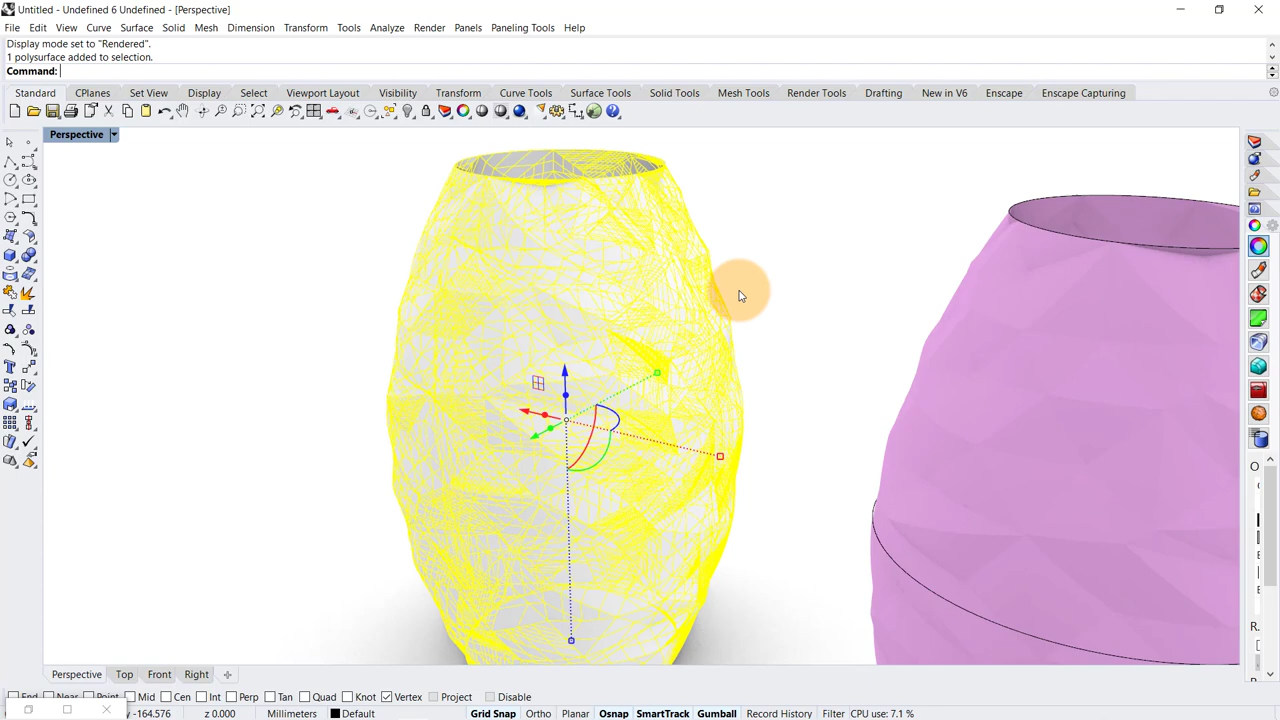 Untitled - Undefined 6 Undefined - [Perspective]
File Edit View Curve Surface Solid Mesh Dimension Transform Tools Analyze Render Panels Paneling Tools Help
Display mode set to "Rendered".
1 polysurface added to selection.
Command:
Standard CPlanes Set View Display Select Viewport Layout Visibility Transform Curve Tools Surface Tools Solid Tools Mesh Tools Render Tools Drafting New in V6 Enscape Enscape Capturing
Perspective
Perspective Top Front Right
End Near Point Mid Cen Int Perp Tan Quad Knot Vertex Project Disable
y -164.576 z 0.000 Millimeters Default Grid Snap Ortho Planar Osnap SmartTrack Gumball Record History Filter CPU use: 7.1 %